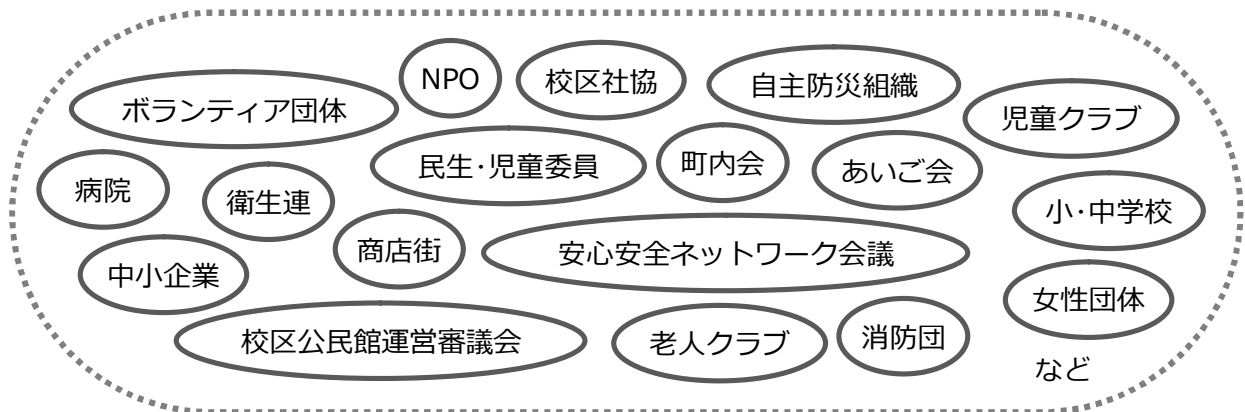 NPO
校区社協
自主防災組織
ボランティア団体
児童クラブ
民生・児童委員
町内会
あいご会
病院
衛生連
小・中学校
商店街
安心安全ネットワーク会議
中小企業
女性団体
校区公民館運営審議会
老人クラブ
消防団
など